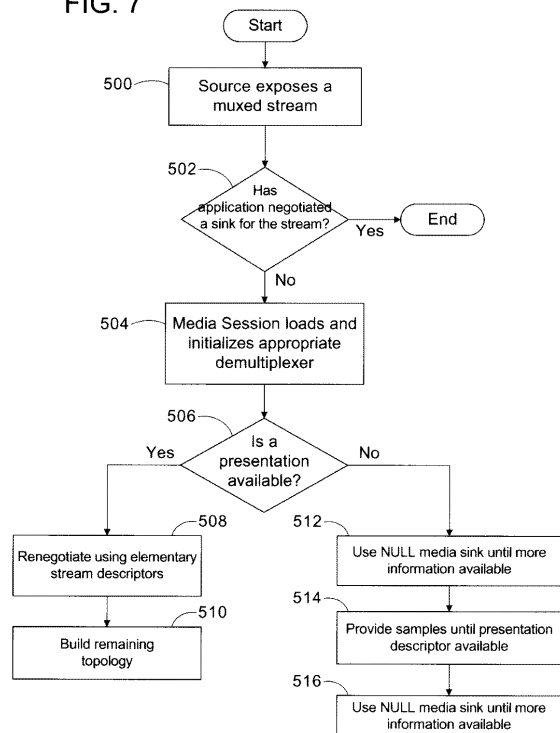 FIG. 7
Start
500
Source exposes a
muxed stream
502
Has
application negotiated
a sink for the stream?
Yes
End
No
504
Media Session loads and
initializes appropriate
demultiplexer
506
Is a
presentation
available?
Yes
No
508
Renegotiate using elementary
stream descriptors
510
Build remaining
topology
512
Use NULL media sink until more
information available
514
Provide samples until presentation
descriptor available
516
Use NULL media sink until more
information available